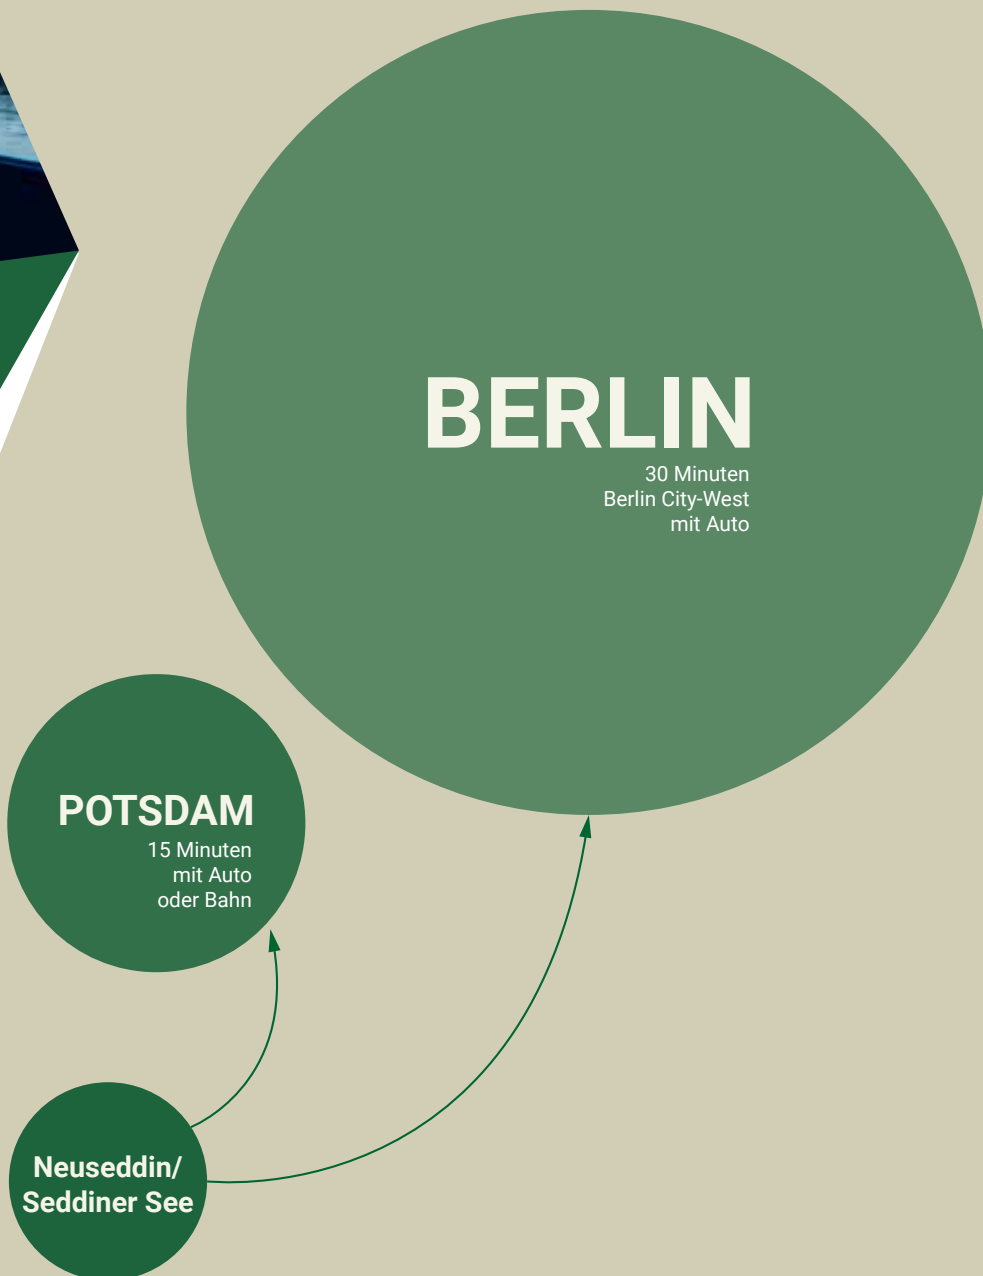 BERLIN
30 Minuten
Berlin City-West
mit Auto
POTSDAM
15 Minuten
mit Auto
oder Bahn
Neuseddin/
Seddiner See